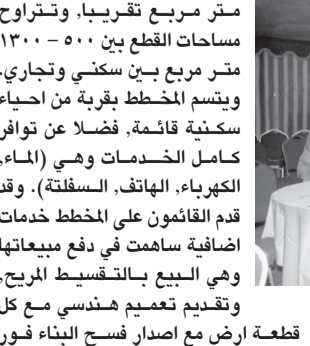 متر مربع تقريبا, وتتراوح
مساحات القطع بين ٥٠٠ - ١٣٠٠
متر مربع بين سكني وتجاري.
ويتسم المخطط بقربة من احياء
سكنية قائمة, فضلا عن توافر
كامل الخدمات وهي (الماء,
الكهرباء, الهاتف, السفلتة). وقد
قدم القائمون على المخطط خدمات
اضافية ساهمت في دفع مبيعاتها
وهي البيع بالتقسيط المريح,
وتقديم تعميم هندسي مع كل
قطعة ارض مع اصدار فسح البناء فور